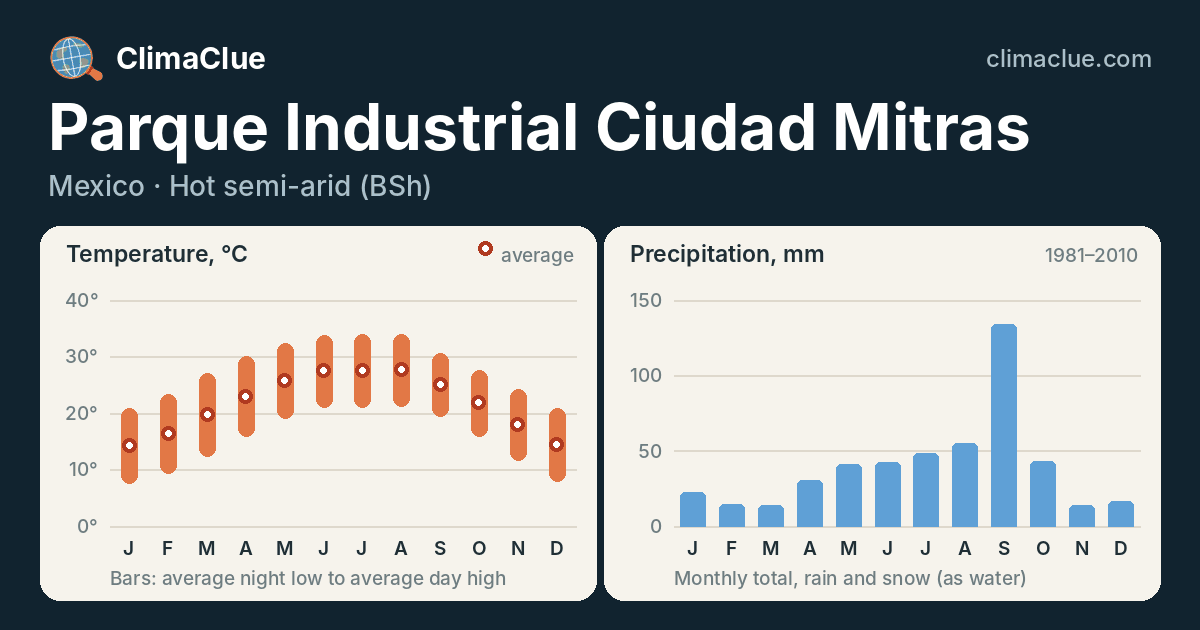 ClimaClue
climaclue.com
Parque Industrial Ciudad Mitras
Mexico · Hot semi-arid (BSh)
Temperature, °C
average
40°
30°
20°
10°
0°
J F M A M J J A S O N D
Bars: average night low to average day high
Precipitation, mm
1981–2010
150
100
50
0
J F M A M J J A S O N D
Monthly total, rain and snow (as water)